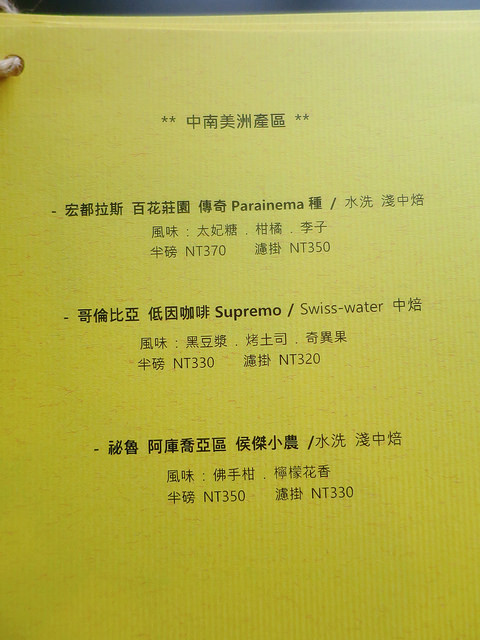 ** 中南美洲產區 **
- 宏都拉斯 百花莊園 傳奇 Parainema 種 / 水洗 淺中焙
風味 : 太妃糖 . 柑橘 . 李子
半磅 NT370 濾掛 NT350
- 哥倫比亞 低因咖啡 Supremo / Swiss-water 中焙
風味 : 黑豆漿 . 烤土司 . 奇異果
半磅 NT330 濾掛 NT320
- 祕魯 阿庫喬亞區 侯傑小農 /水洗 淺中焙
風味 : 佛手柑 . 檸檬花香
半磅 NT350 濾掛 NT330